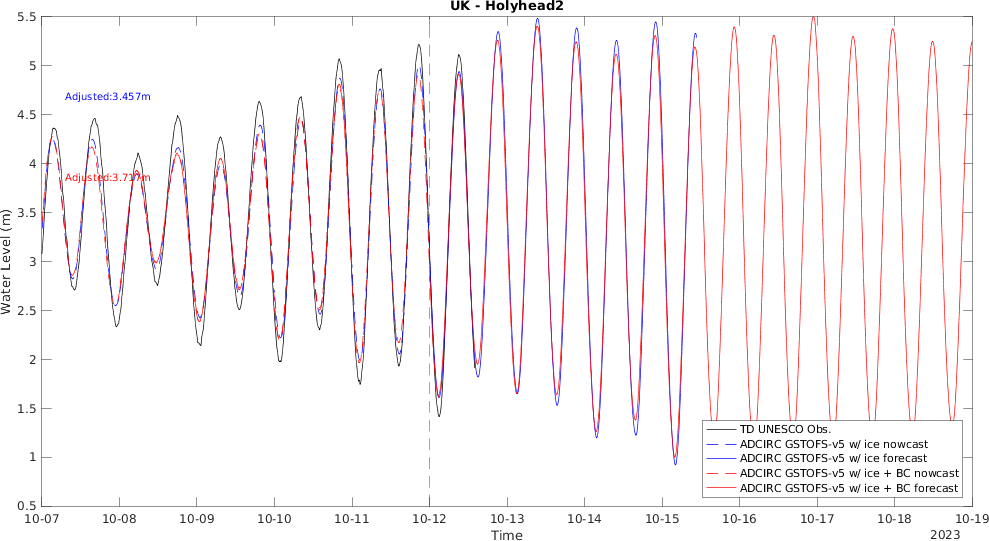 UK - Holyhead2
5.5
5
4.5
4
3.5
3
2.5
2
1.5
1
0.5
Water Level (m)
Adjusted:3.457m
Adjusted:3.717m
TD UNESCO Obs.
ADCIRC GSTOFS-v5 w/ ice nowcast
ADCIRC GSTOFS-v5 w/ ice forecast
ADCIRC GSTOFS-v5 w/ ice + BC nowcast
ADCIRC GSTOFS-v5 w/ ice + BC forecast
10-07 10-08 10-09 10-10 10-11 10-12 10-13 10-14 10-15 10-16 10-17 10-18 10-19
Time
2023